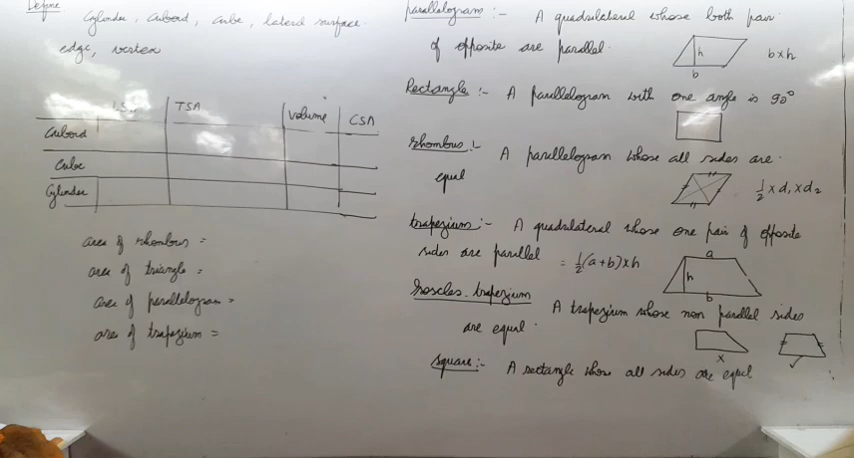 Define
Cylinder, Cuboid, Cube, lateral surface.
edge, vertex
LSA TSA Volume CSA
Cuboid
Cube
Cylinder
area of rhombus =
area of triangle =
area of parallelogram =
area of trapezium =
parallelogram :- A quadrilateral whose both pair
of opposite are parallel.
h
b
b×h
Rectangle :- A parallelogram with one angle is 90°
rhombus :- A parallelogram whose all sides are
equal
1/2 × d1 × d2
trapezium :- A quadrilateral whose one pair of opposite
sides are parallel = 1/2(a+b)×h
a
h
b
Isosceles trapezium A trapezium whose non parallel sides
are equal.
x ✓
square :- A rectangle whose all sides are equal